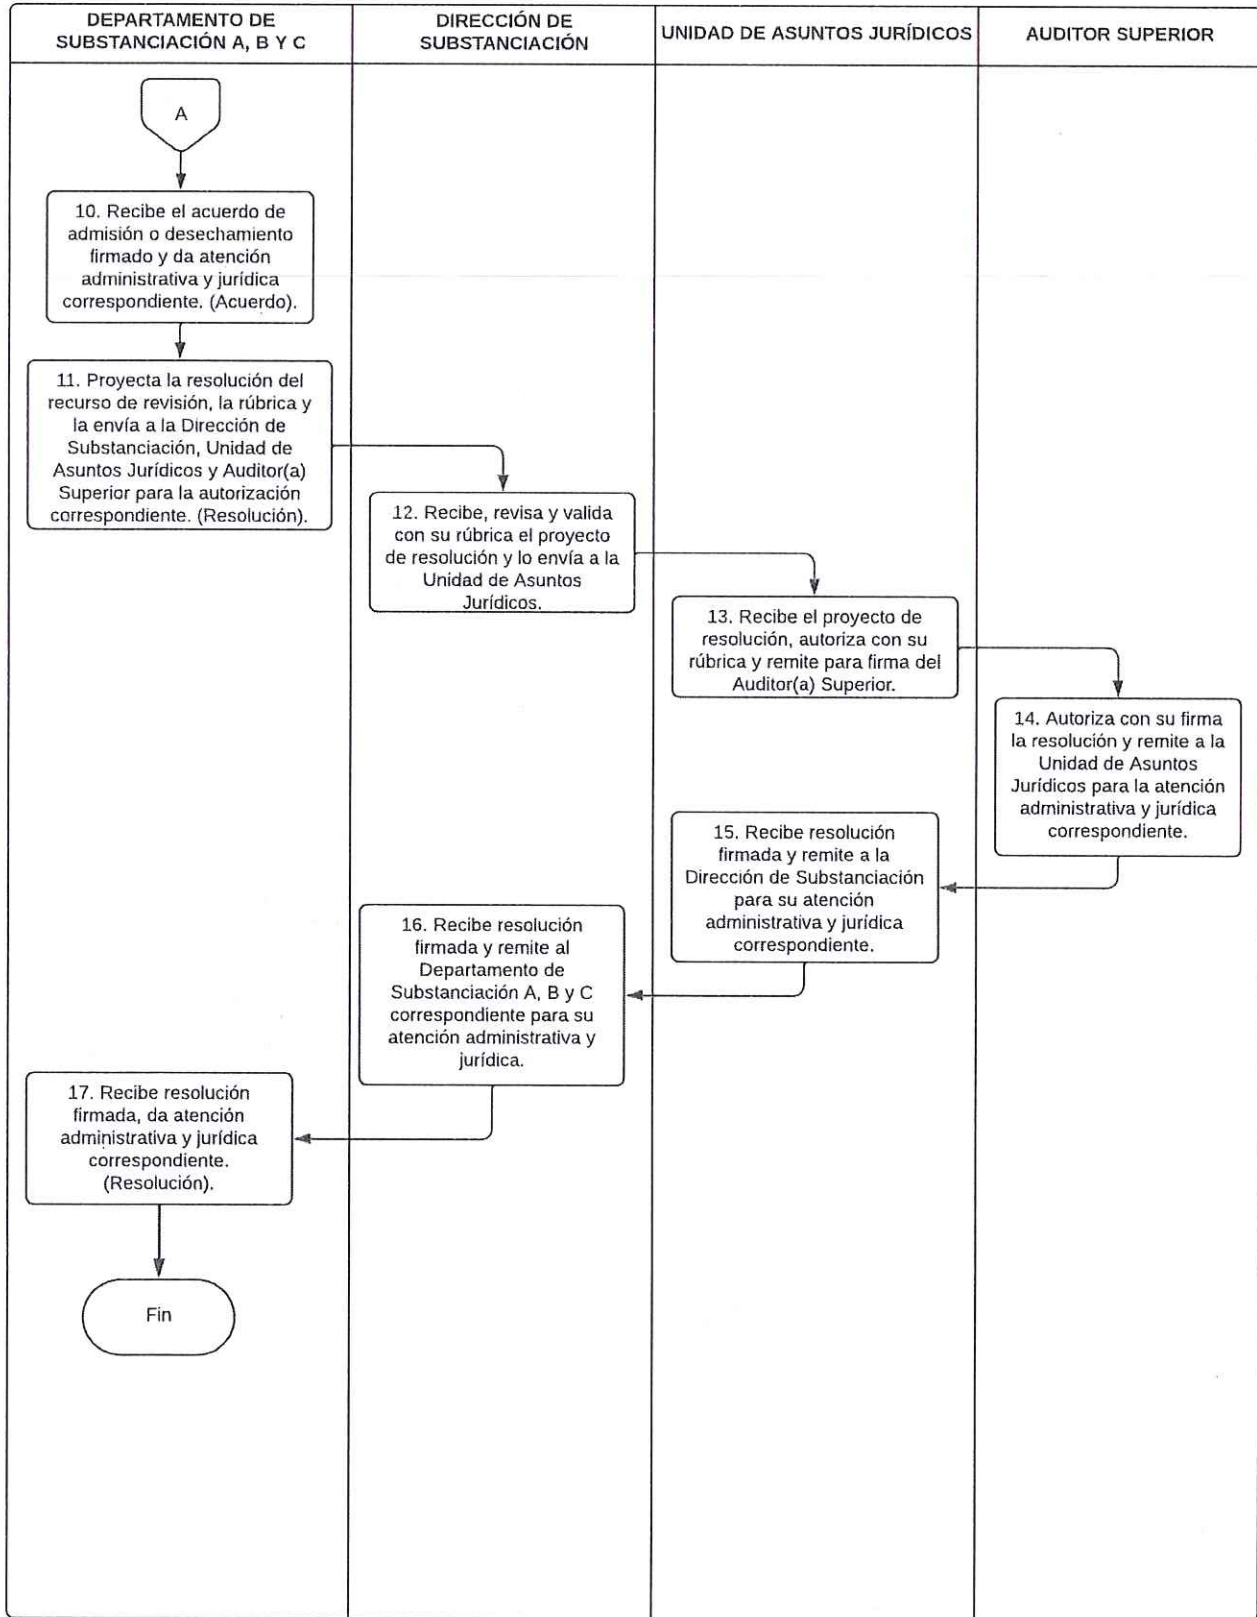 DEPARTAMENTO DE
SUBSTANCIACIÓN A, B Y C
DIRECCIÓN DE
SUBSTANCIACIÓN
UNIDAD DE ASUNTOS JURÍDICOS
AUDITOR SUPERIOR
A
10. Recibe el acuerdo de
admisión o desechamiento
firmado y da atención
administrativa y jurídica
correspondiente. (Acuerdo).
11. Proyecta la resolución del
recurso de revisión, la rúbrica y
la envía a la Dirección de
Substanciación, Unidad de
Asuntos Jurídicos y Auditor(a)
Superior para la autorización
correspondiente. (Resolución).
12. Recibe, revisa y valida
con su rúbrica el proyecto
de resolución y lo envía a la
Unidad de Asuntos
Jurídicos.
13. Recibe el proyecto de
resolución, autoriza con su
rúbrica y remite para firma del
Auditor(a) Superior.
14. Autoriza con su firma
la resolución y remite a la
Unidad de Asuntos
Jurídicos para la atención
administrativa y jurídica
correspondiente.
15. Recibe resolución
firmada y remite a la
Dirección de Substanciación
para su atención
administrativa y jurídica
correspondiente.
16. Recibe resolución
firmada y remite al
Departamento de
Substanciación A, B y C
correspondiente para su
atención administrativa y
jurídica.
17. Recibe resolución
firmada, da atención
administrativa y jurídica
correspondiente.
(Resolución).
Fin